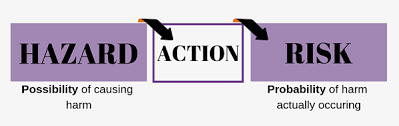 HAZARD
ACTION
RISK
Possibility of causing
harm
Probability of harm
actually occuring